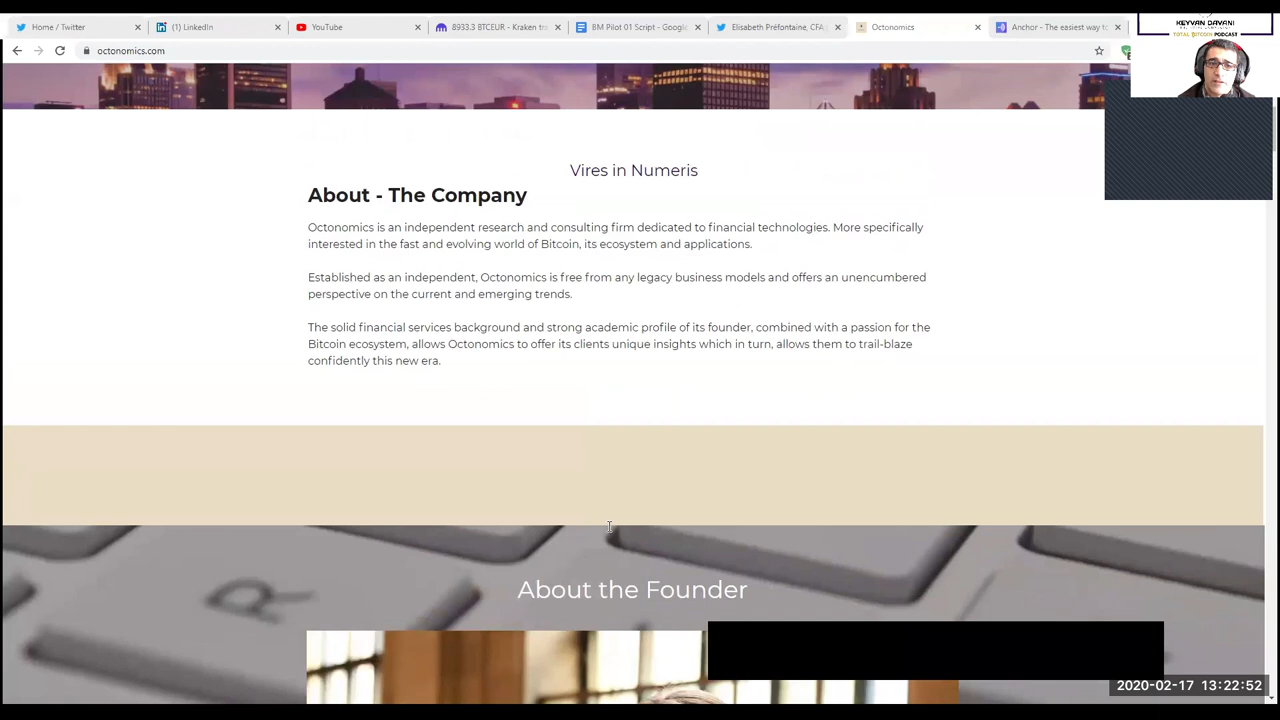 Home / Twitter
(1) LinkedIn
YouTube
8933.3 BTCEUR - Kraken tra
BM Pilot 01 Script - Google
Elisabeth Préfontaine, CFA
Octonomics
Anchor - The easiest way to
KEYVAN DAVANI
TOTAL BITCOIN PODCAST
octonomics.com
Vires in Numeris
About - The Company
Octonomics is an independent research and consulting firm dedicated to financial technologies. More specifically
interested in the fast and evolving world of Bitcoin, its ecosystem and applications.
Established as an independent, Octonomics is free from any legacy business models and offers an unencumbered
perspective on the current and emerging trends.
The solid financial services background and strong academic profile of its founder, combined with a passion for the
Bitcoin ecosystem, allows Octonomics to offer its clients unique insights which in turn, allows them to trail-blaze
confidently this new era.
R
About the Founder
2020-02-17 13:22:52